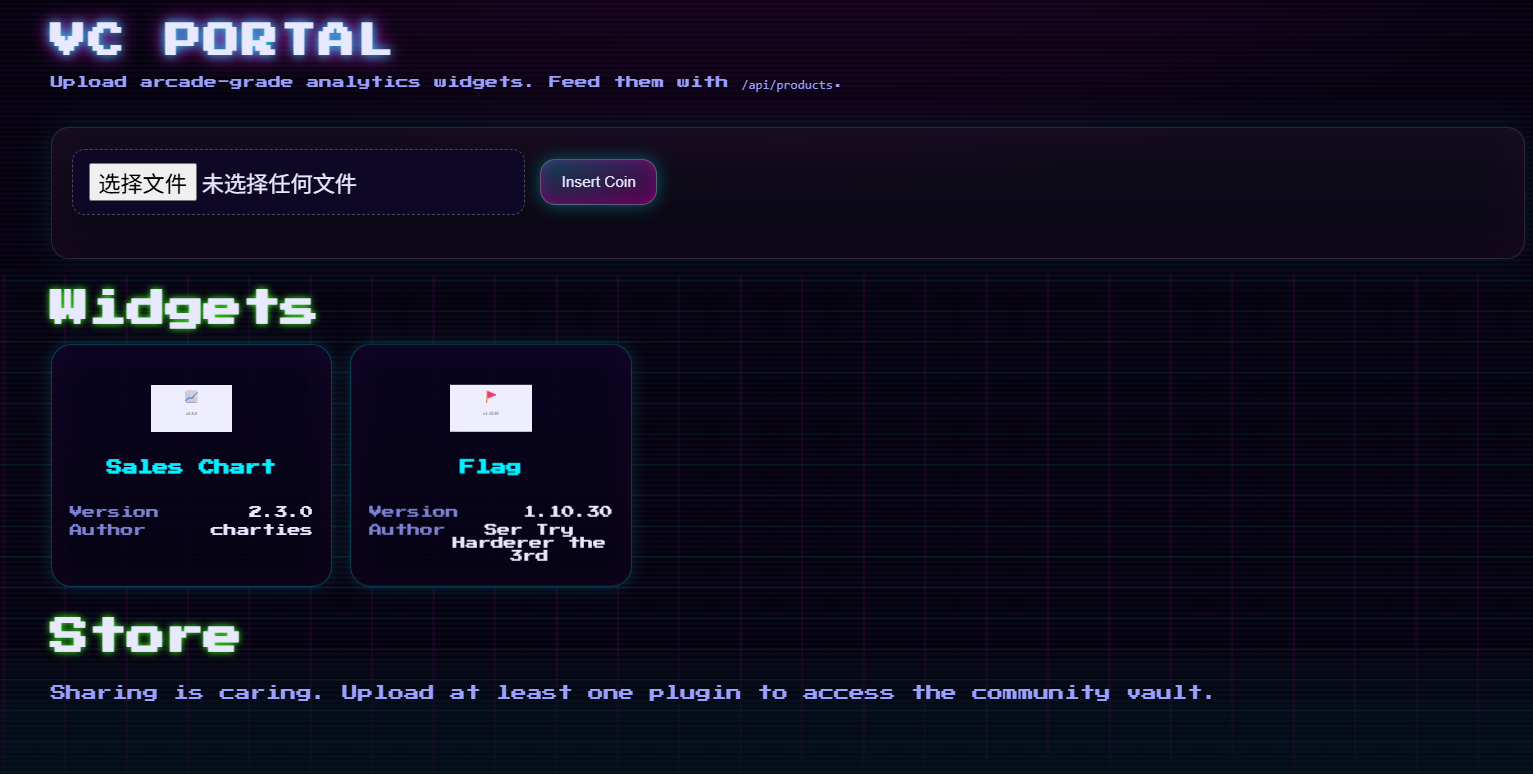 VC PORTAL
Upload arcade-grade analytics widgets. Feed them with /api/products.
选择文件 未选择任何文件
Insert Coin
Widgets
Sales Chart
Version 2.3.0
Author charties
Flag
Version 1.10.30
Author Ser Try Harderer the 3rd
Store
Sharing is caring. Upload at least one plugin to access the community vault.